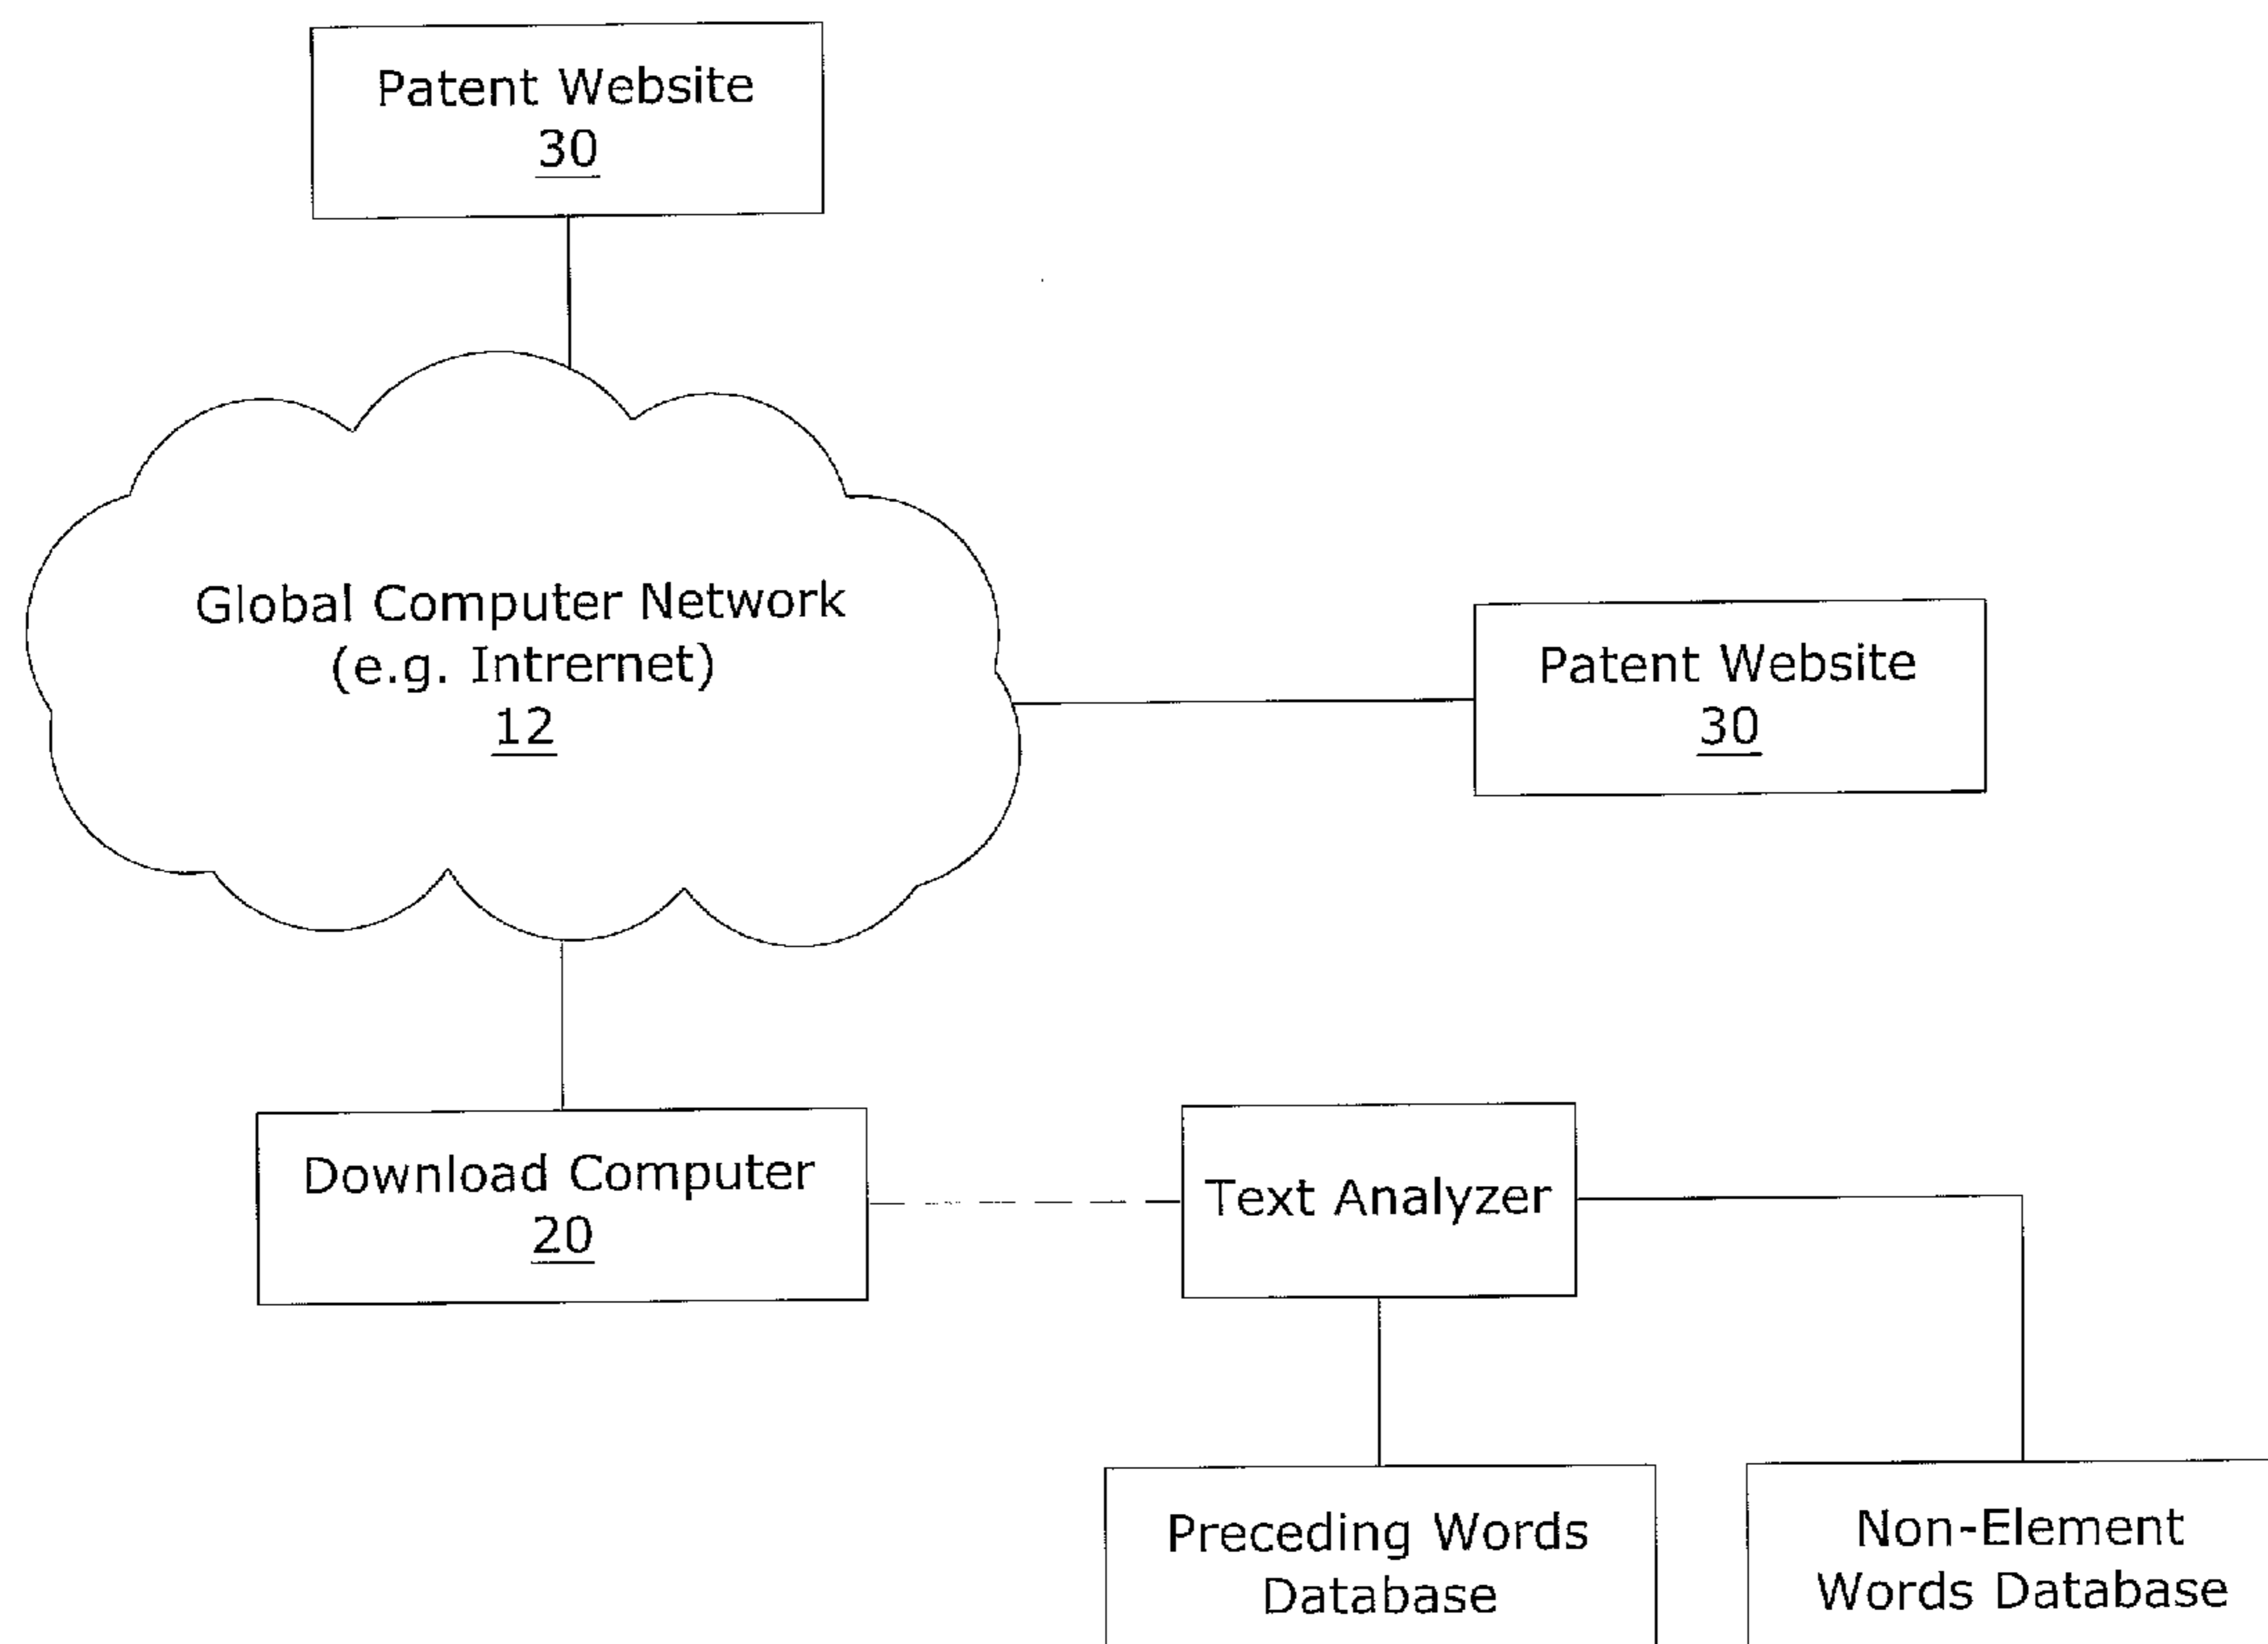 Patent Website
30
Global Computer Network
(e.g. Intrernet)
12
Patent Website
30
Download Computer
20
Text Analyzer
Preceding Words
Database
Non-Element
Words Database